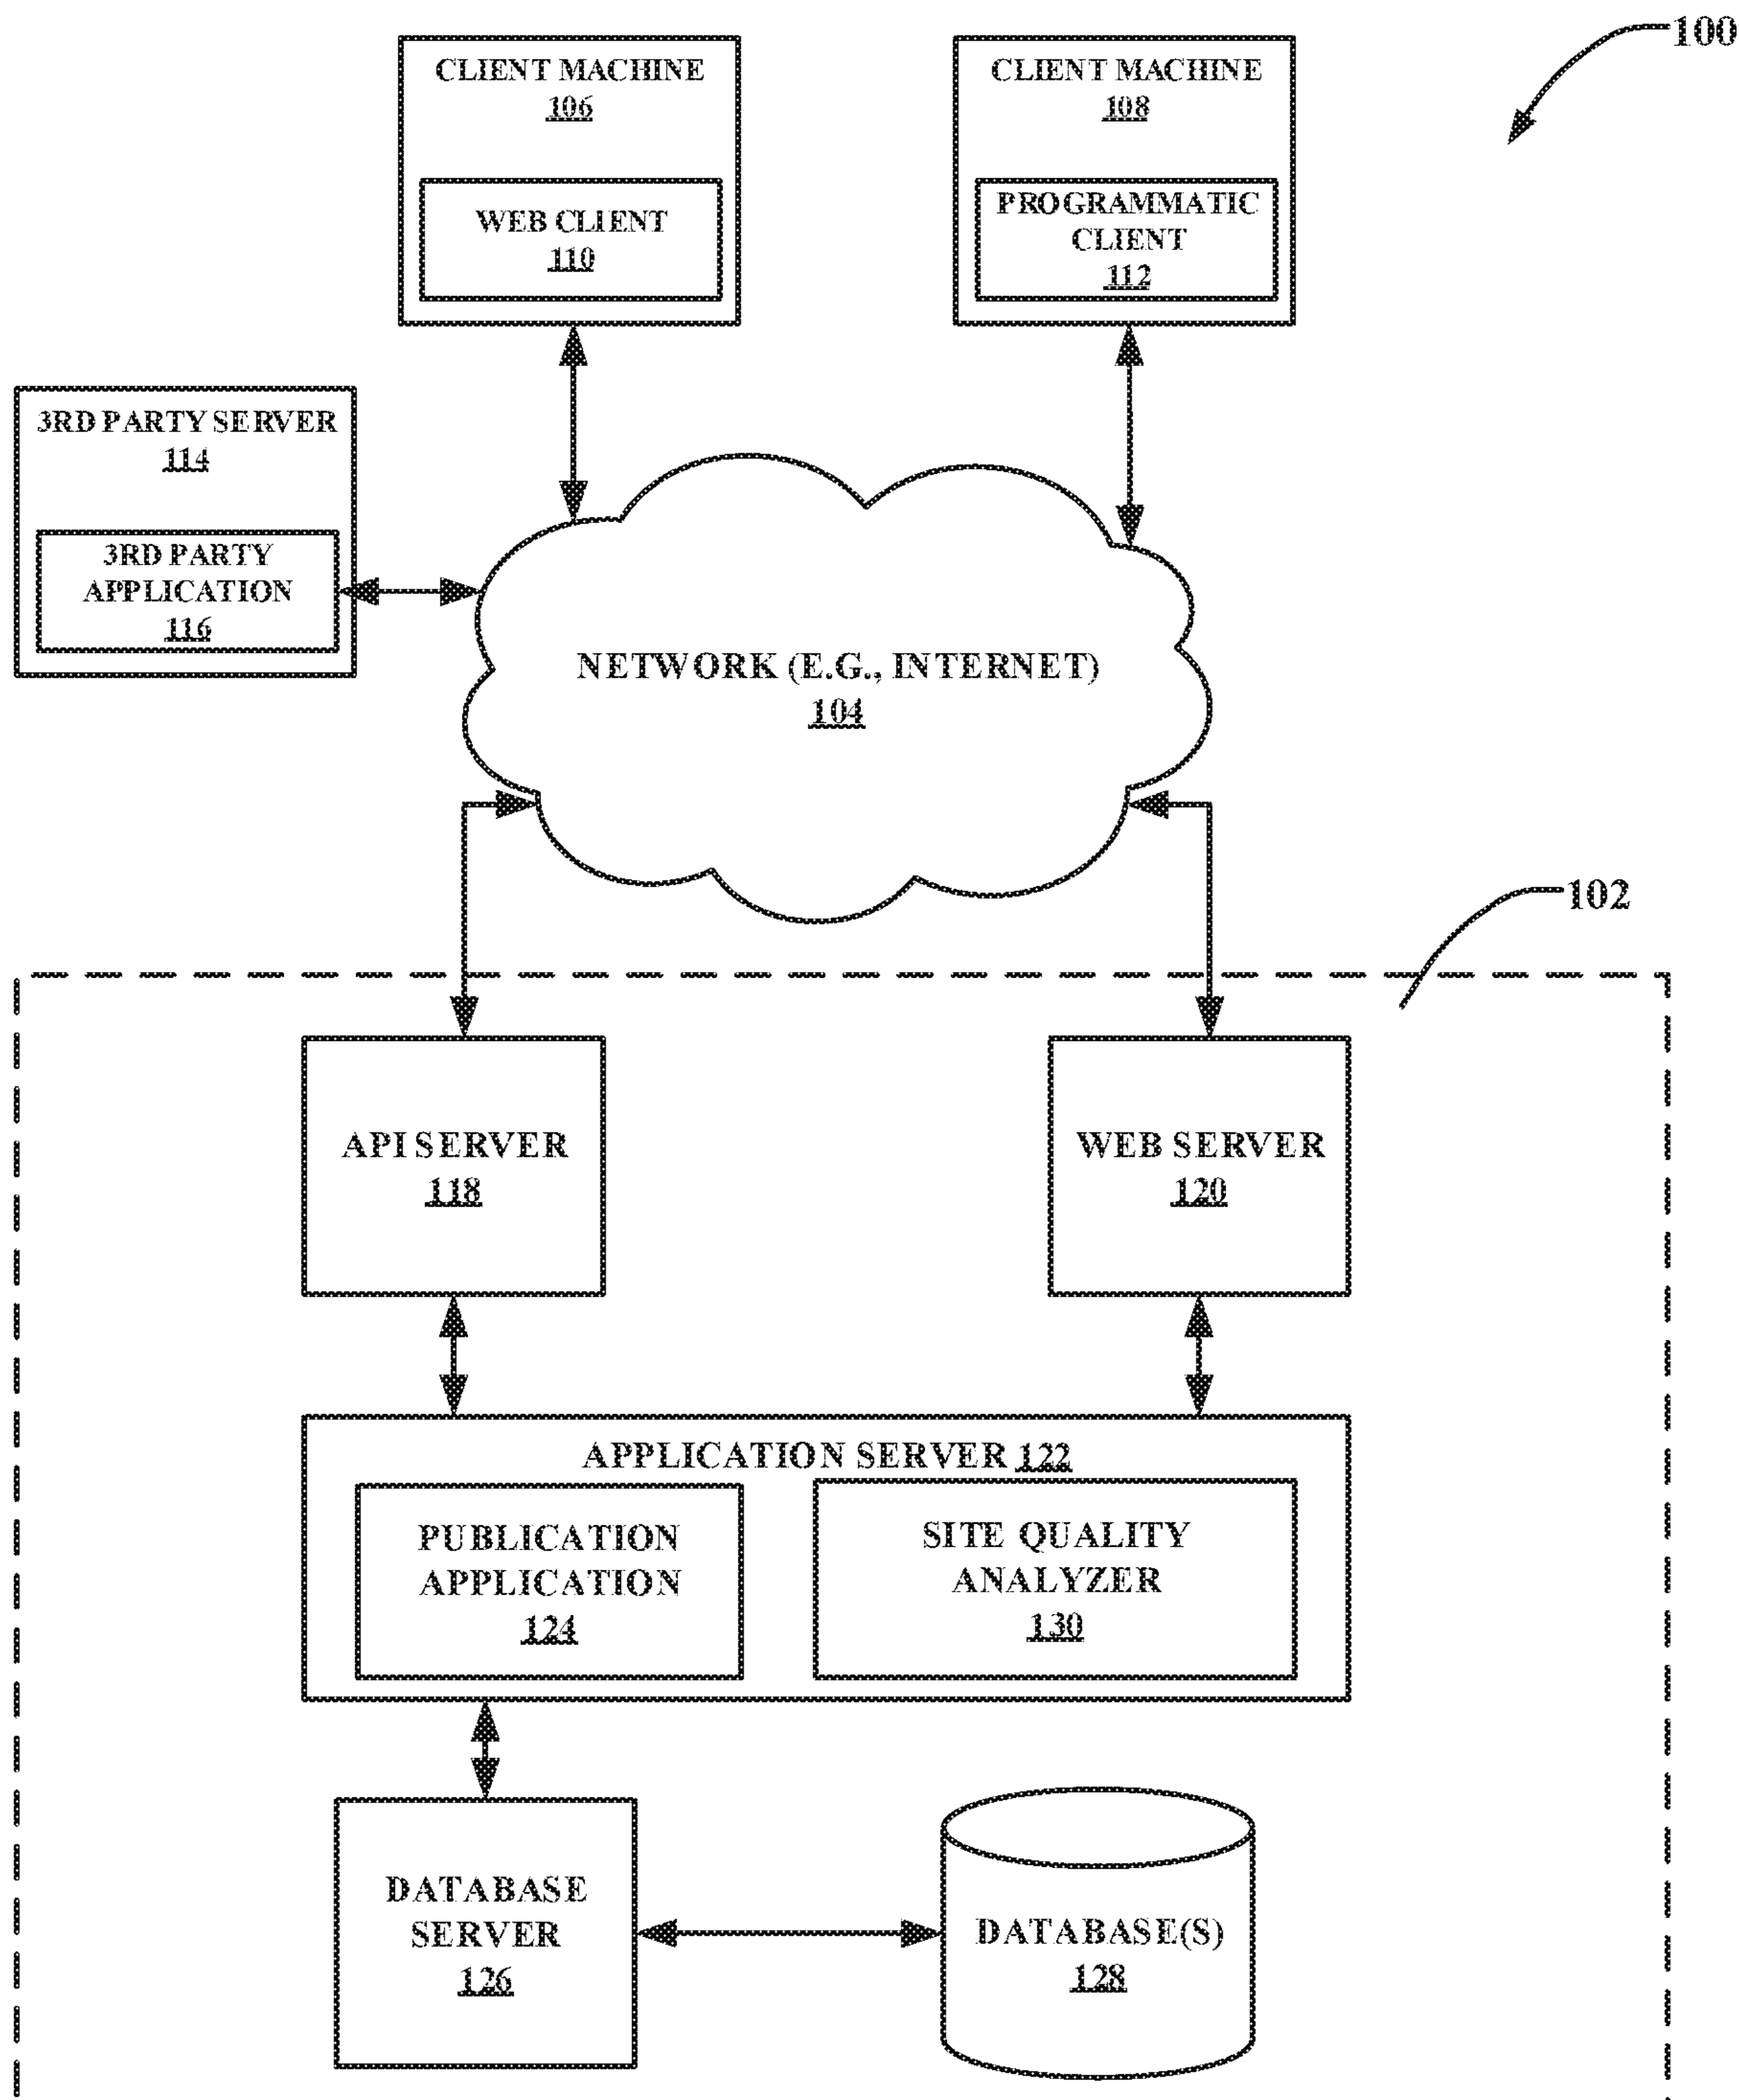 100
CLIENT MACHINE
106
WEB CLIENT
110
CLIENT MACHINE
108
PROGRAMMATIC
CLIENT
112
3RD PARTY SERVER
114
3RD PARTY
APPLICATION
116
NETWORK (E.G., INTERNET)
104
102
API SERVER
118
WEB SERVER
120
APPLICATION SERVER 122
PUBLICATION
APPLICATION
124
SITE QUALITY
ANALYZER
130
DATABASE
SERVER
126
DATABASE(S)
128